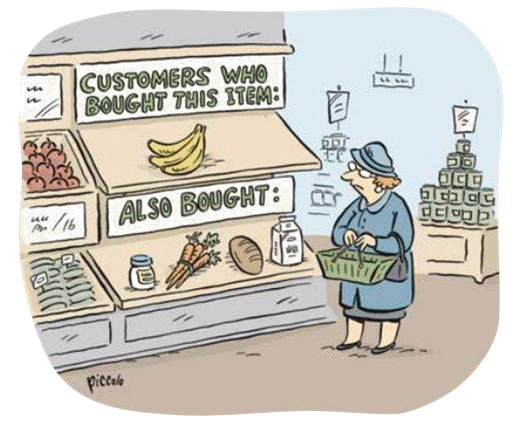 CUSTOMERS WHO
BOUGHT THIS ITEM:
ALSO BOUGHT:
/lb
piccolo